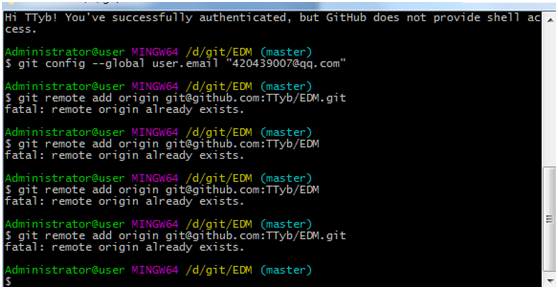 Hi TTyb! You've successfully authenticated, but GitHub does not provide shell ac
cess.
Administrator@user MINGW64 /d/git/EDM (master)
$ git config --global user.email "420439007@qq.com"
Administrator@user MINGW64 /d/git/EDM (master)
$ git remote add origin git@github.com:TTyb/EDM.git
fatal: remote origin already exists.
Administrator@user MINGW64 /d/git/EDM (master)
$ git remote add origin git@github.com:TTyb/EDM
fatal: remote origin already exists.
Administrator@user MINGW64 /d/git/EDM (master)
$ git remote add origin git@github.com:TTyb/EDM
fatal: remote origin already exists.
Administrator@user MINGW64 /d/git/EDM (master)
$ git remote add origin git@github.com:TTyb/EDM.git
fatal: remote origin already exists.
Administrator@user MINGW64 /d/git/EDM (master)
$